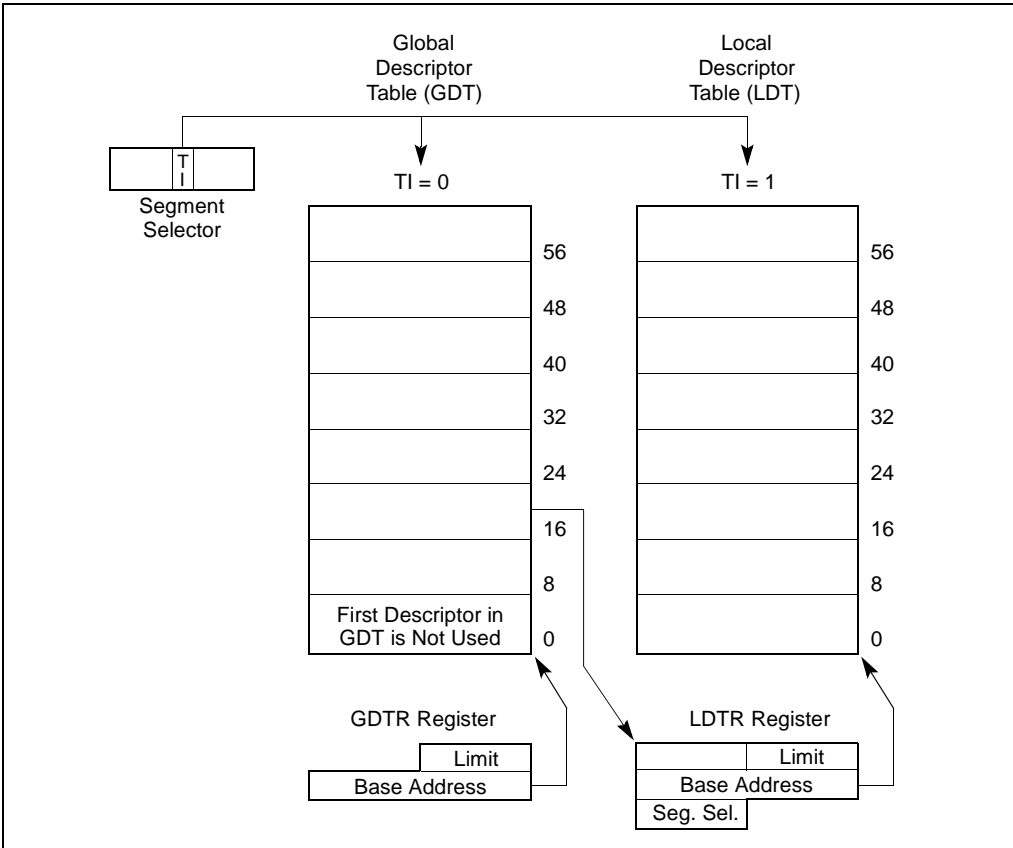 Global
Descriptor
Table (GDT)
Local
Descriptor
Table (LDT)
T
I
Segment
Selector
TI = 0
TI = 1
56
48
40
32
24
16
8
0
First Descriptor in
GDT is Not Used
56
48
40
32
24
16
8
0
GDTR Register
Limit
Base Address
LDTR Register
Limit
Base Address
Seg. Sel.